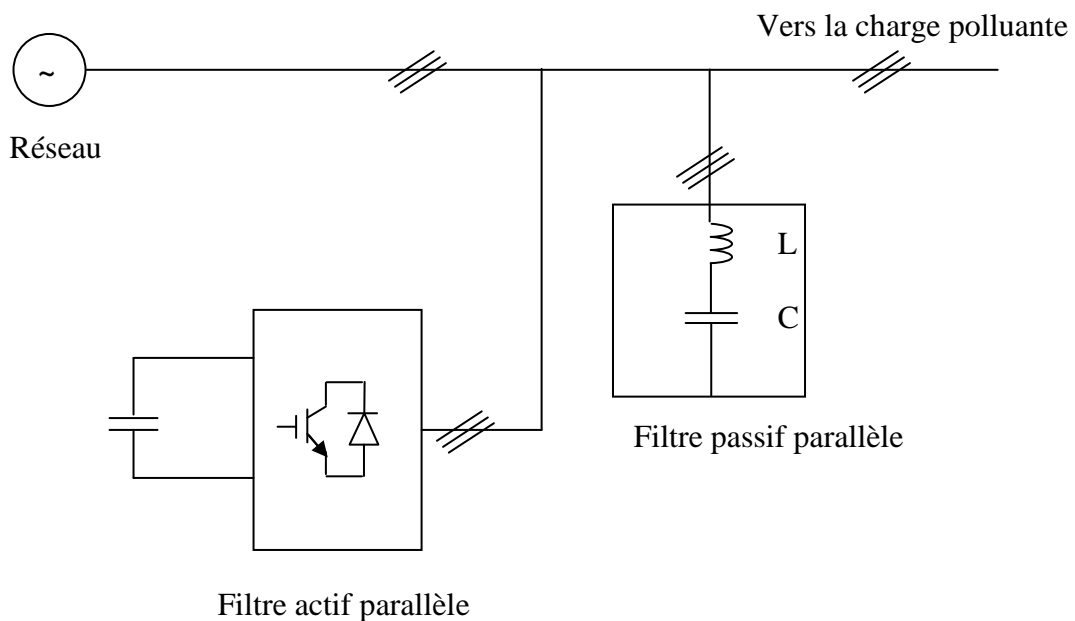 Vers la charge polluante
~
Réseau
L
C
Filtre passif parallèle
Filtre actif parallèle